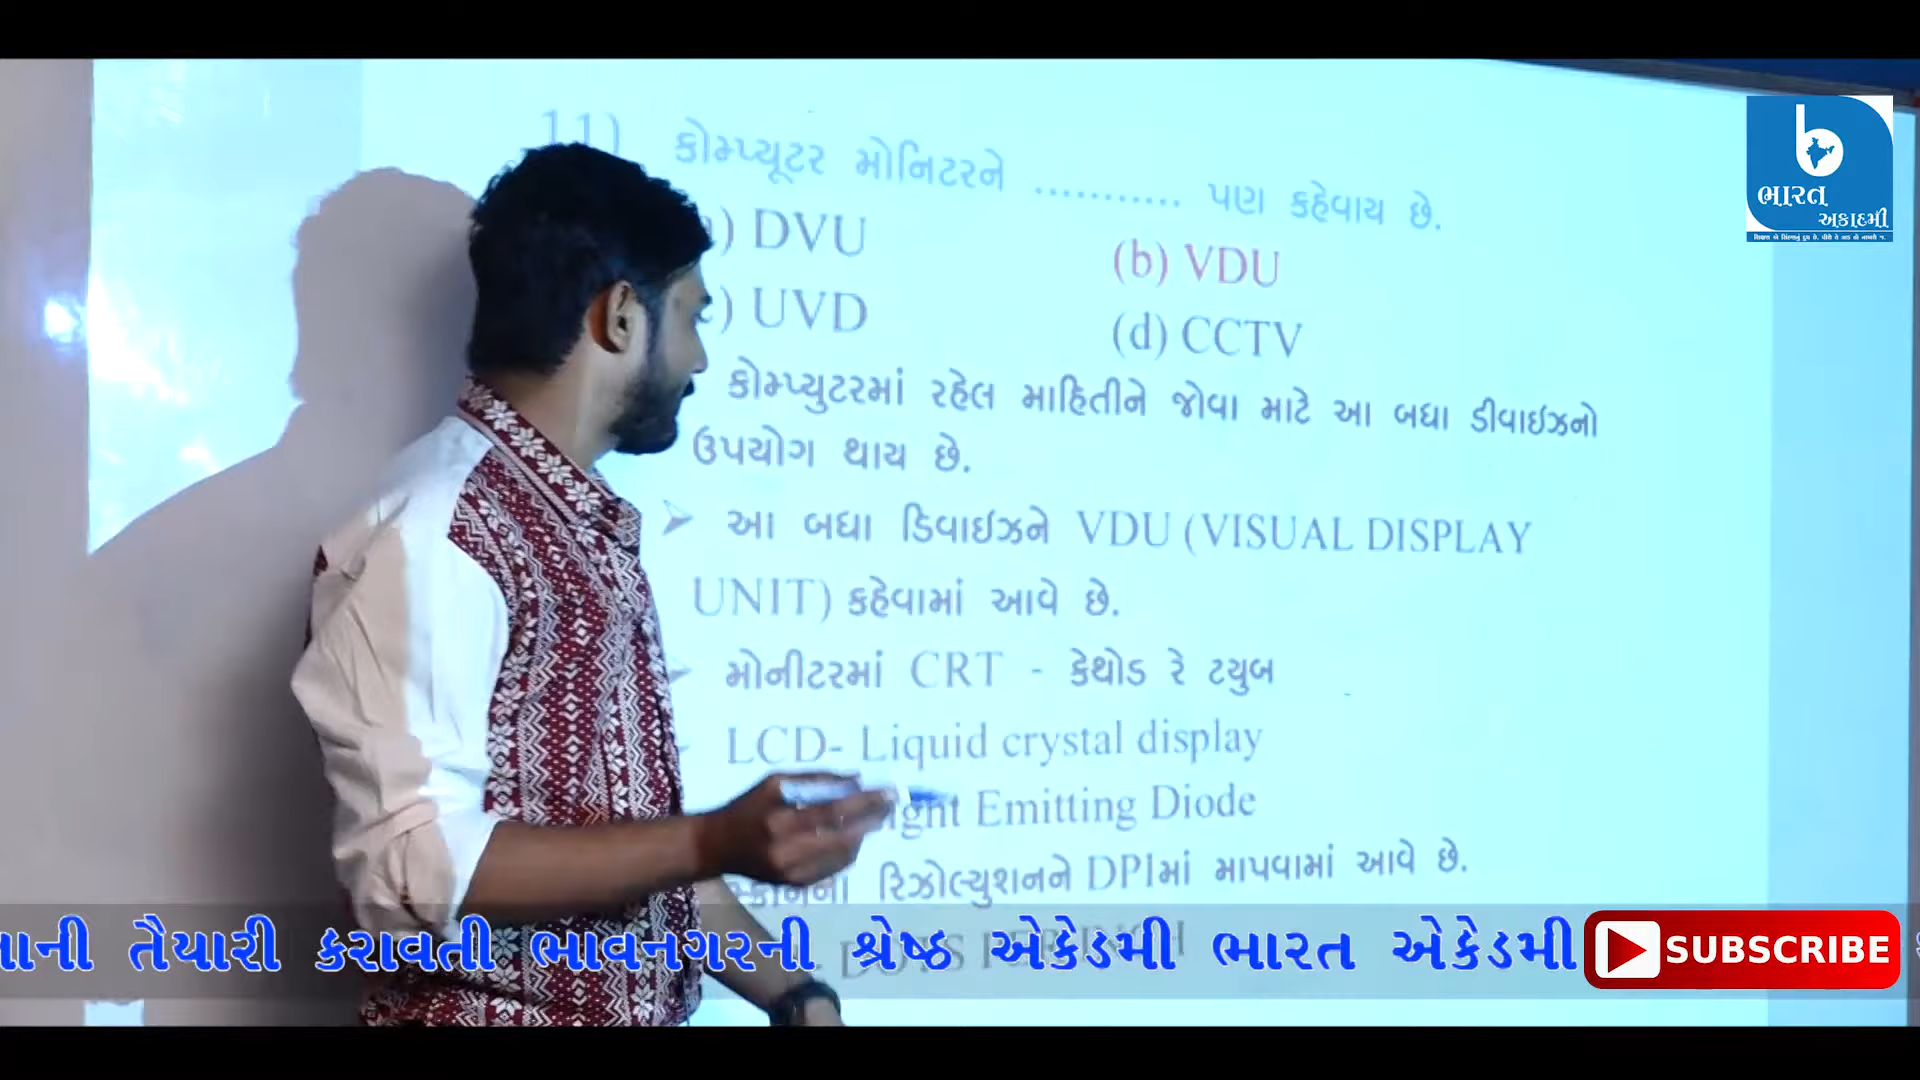 11) કોમ્પ્યૂટર મોનિટરને ........... પણ કહેવાય છે.
) DVU (b) VDU
) UVD (d) CCTV
કોમ્પ્યુટરમાં રહેલ માહિતીને જોવા માટે આ બધા ડીવાઇઝનો
ઉપયોગ થાય છે.
➢ આ બધા ડિવાઇઝને VDU (VISUAL DISPLAY
UNIT) કહેવામાં આવે છે.
➢ મોનીટરમાં CRT - કેથોડ રે ટયુબ
LCD- Liquid crystal display
Emitting Diode
રિઝોલ્યુશનને DPIમાં માપવામાં આવે છે.
તૈયારી કરાવતી ભાવનગરની શ્રેષ્ઠ એકેડમી ભારત એકેડમી
SUBSCRIBE
ભારત
અકાદમી